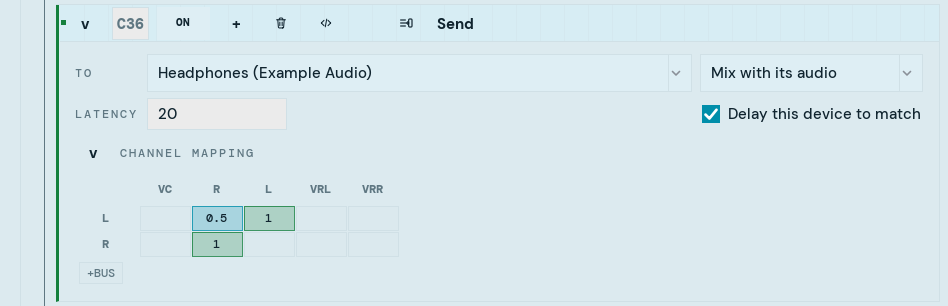 v C36 ON + </> Send
TO Headphones (Example Audio) Mix with its audio
LATENCY 20 Delay this device to match
v CHANNEL MAPPING
VC R L VRL VRR
L 0.5 1
R 1
+BUS